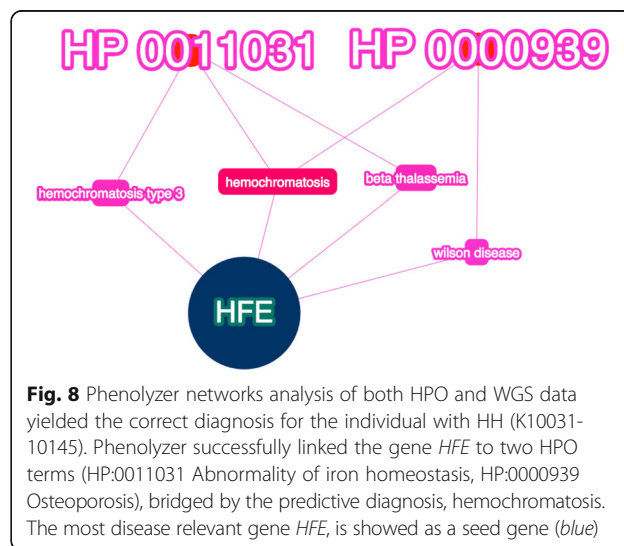 HP 0011031
HP 0000939
hemochromatosis type 3
hemochromatosis
beta thalassemia
wilson disease
HFE
Fig. 8 Phenolyzer networks analysis of both HPO and WGS data
yielded the correct diagnosis for the individual with HH (K10031-
10145). Phenolyzer successfully linked the gene HFE to two HPO
terms (HP:0011031 Abnormality of iron homeostasis, HP:0000939
Osteoporosis), bridged by the predictive diagnosis, hemochromatosis.
The most disease relevant gene HFE, is showed as a seed gene (blue)